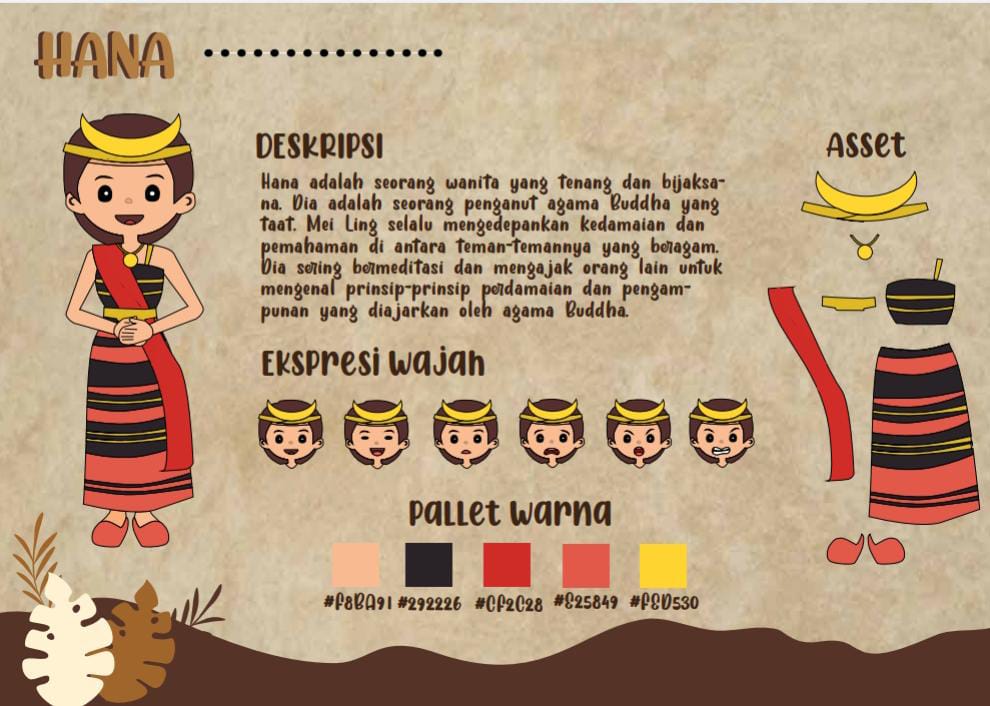 HANA
DESKRIPSI
Hana adalah seorang wanita yang tenang dan bijaksa-
na. Dia adalah seorang penganut agama Buddha yang
taat. Mei Ling selalu mengedepankan kedamaian dan
pemahaman di antara teman-temannya yang beragam.
Dia sering bermeditasi dan mengajak orang lain untuk
mengenal prinsip-prinsip perdamaian dan pengam-
punan yang diajarkan oleh agama Buddha.
Ekspresi Wajah
Pallet Warna
#F8BA91 #292226 #CF2C28 #E25849 #FED530
Asset